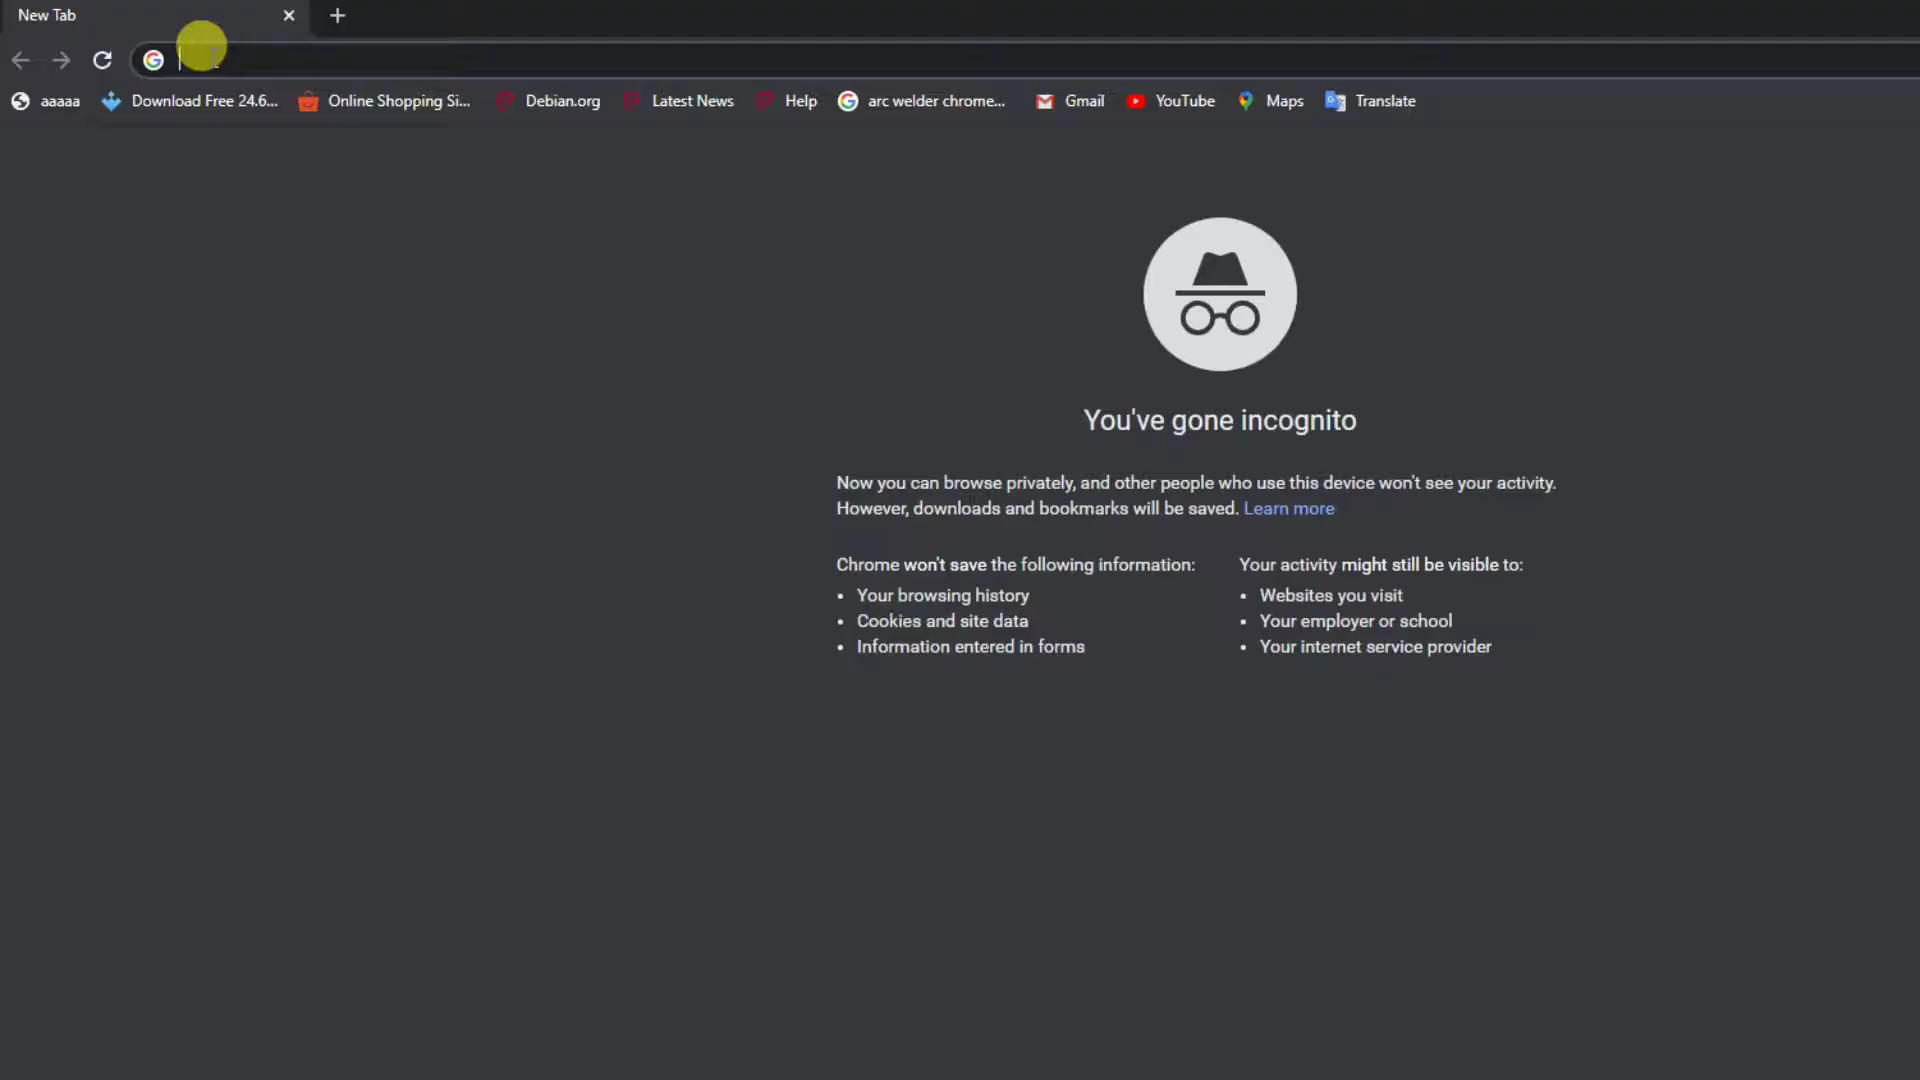 New Tab
aaaaa Download Free 24.6... Online Shopping Si... Debian.org Latest News Help arc welder chrome... Gmail YouTube Maps Translate
You've gone incognito
Now you can browse privately, and other people who use this device won't see your activity.
However, downloads and bookmarks will be saved. Learn more
Chrome won't save the following information:
• Your browsing history
• Cookies and site data
• Information entered in forms
Your activity might still be visible to:
• Websites you visit
• Your employer or school
• Your internet service provider